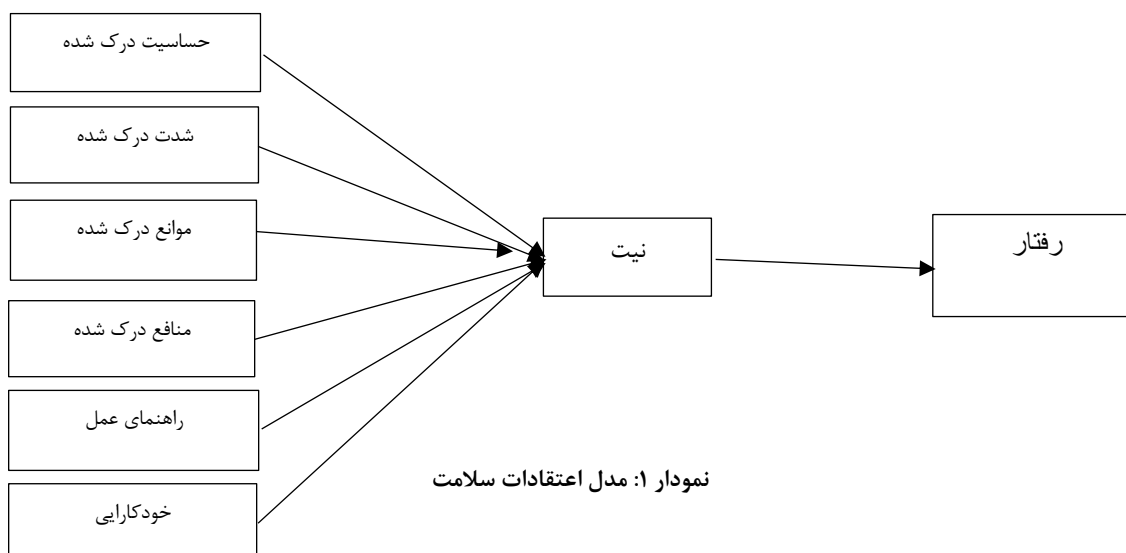 حساسیت درک شده
شدت درک شده
موانع درک شده
منافع درک شده
راهنمای عمل
خودکارایی
نیت
رفتار
نمودار ۱: مدل اعتقادات سلامت